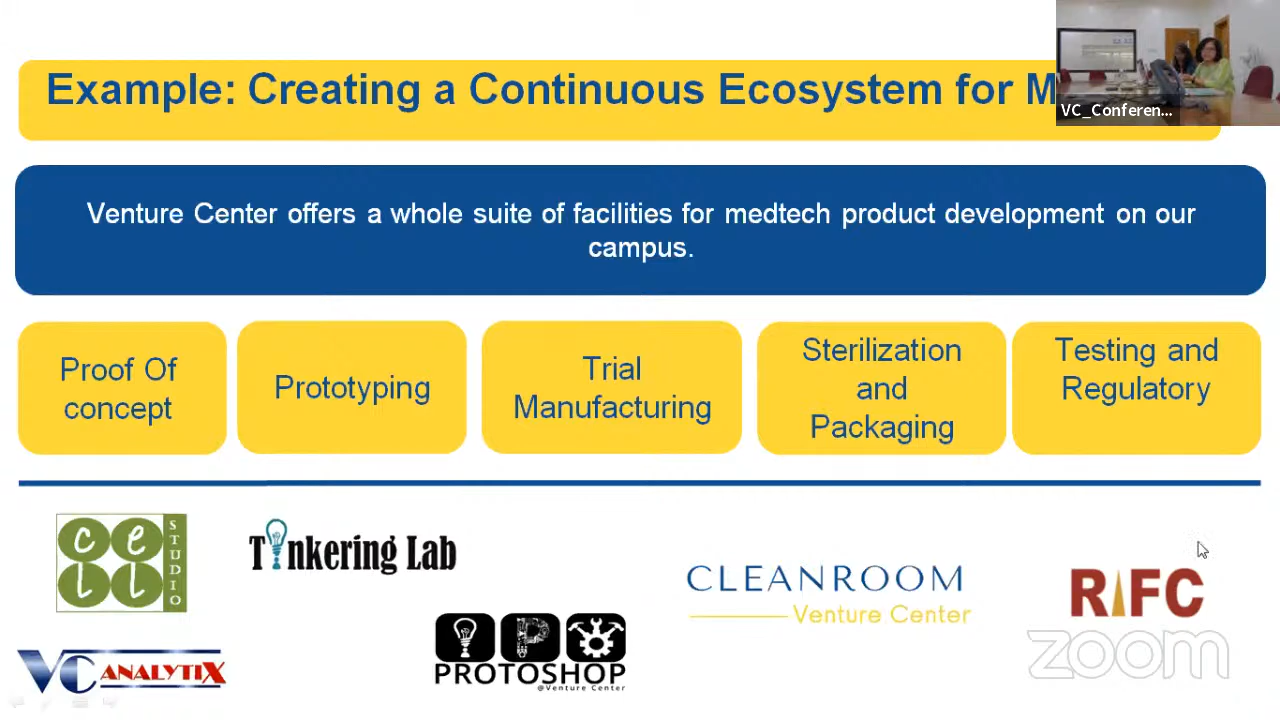 Example: Creating a Continuous Ecosystem for M
VC_Conferen...
Venture Center offers a whole suite of facilities for medtech product development on our
campus.
Proof Of
concept
Prototyping
Trial
Manufacturing
Sterilization
and
Packaging
Testing and
Regulatory
cell
STUDIO
Tinkering Lab
CLEANROOM
Venture Center
RIFC
zoom
PROTOSHOP
@Venture Center
VC ANALYTIX